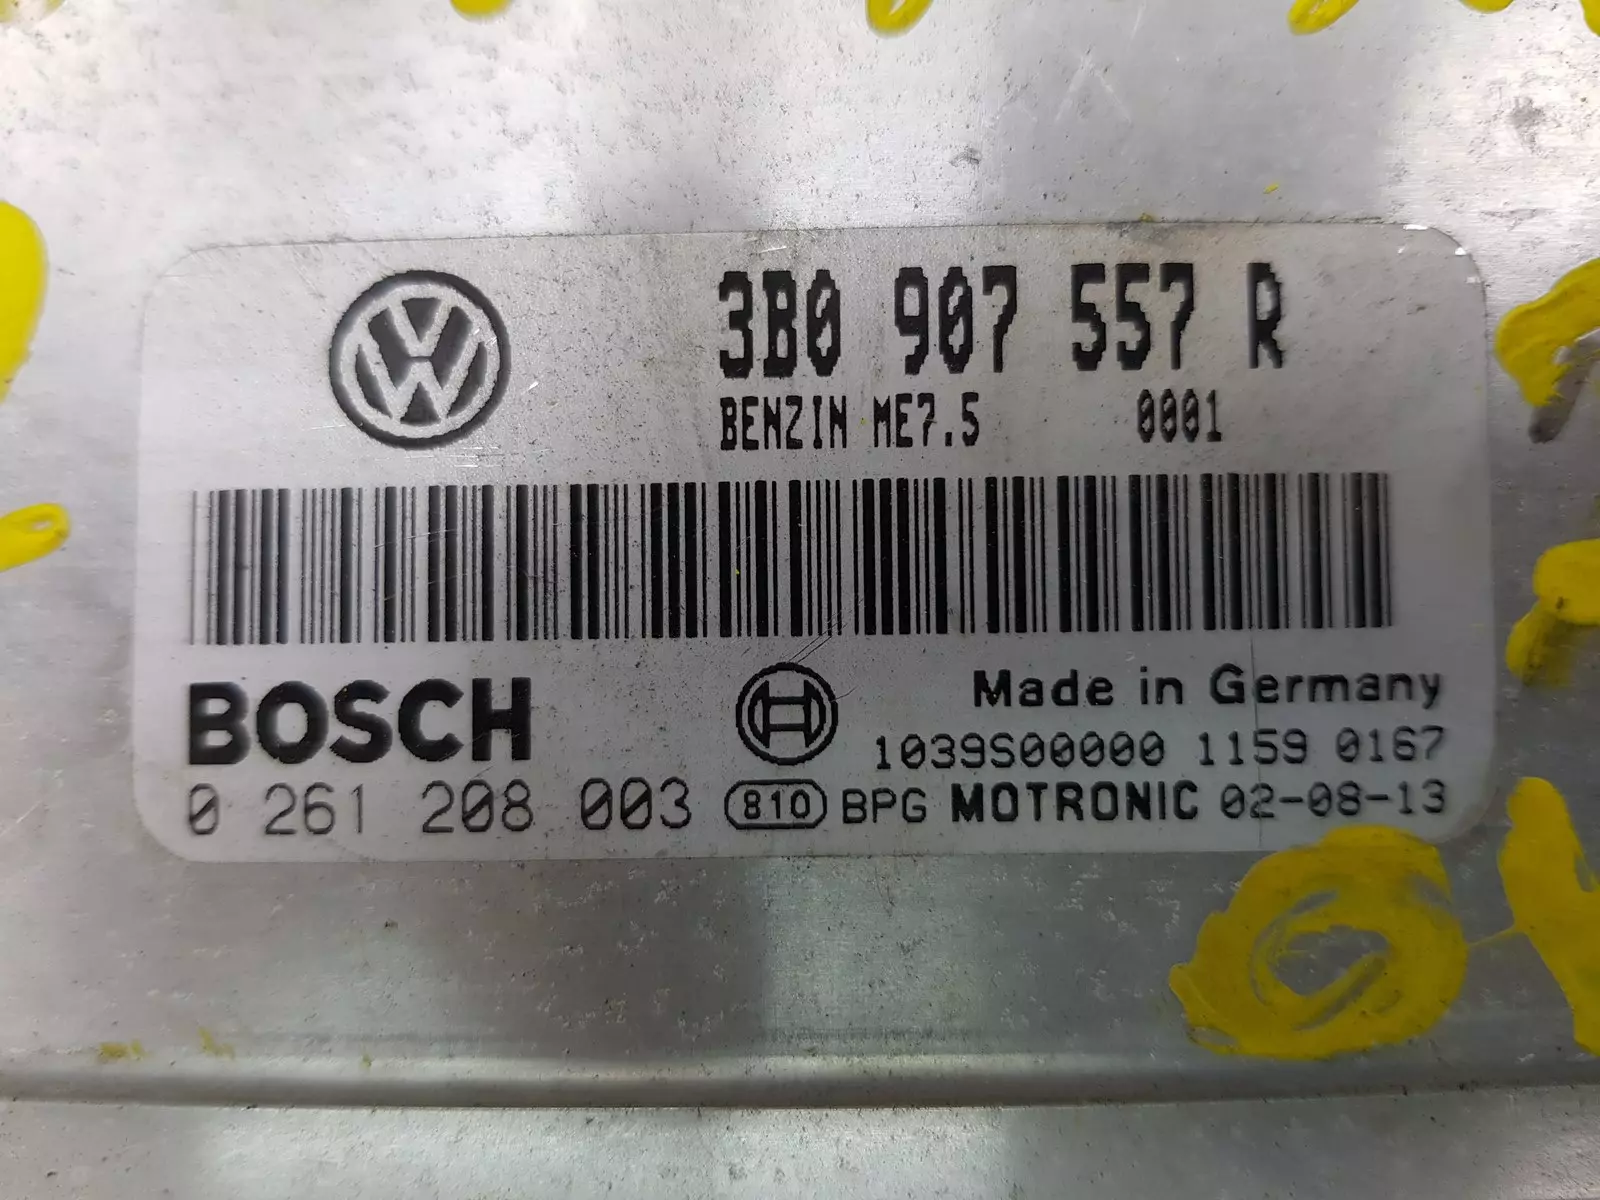 3B0 907 557 R
BENZIN ME7.5 0001
BOSCH
Made in Germany
1039S00000 1159 0167
0 261 208 003 810 BPG MOTRONIC 02-08-13